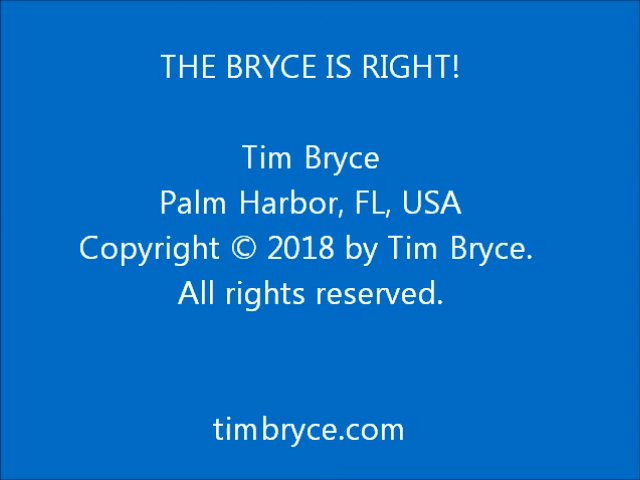 THE BRYCE IS RIGHT!
Tim Bryce
Palm Harbor, FL, USA
Copyright © 2018 by Tim Bryce.
All rights reserved.
timbryce.com